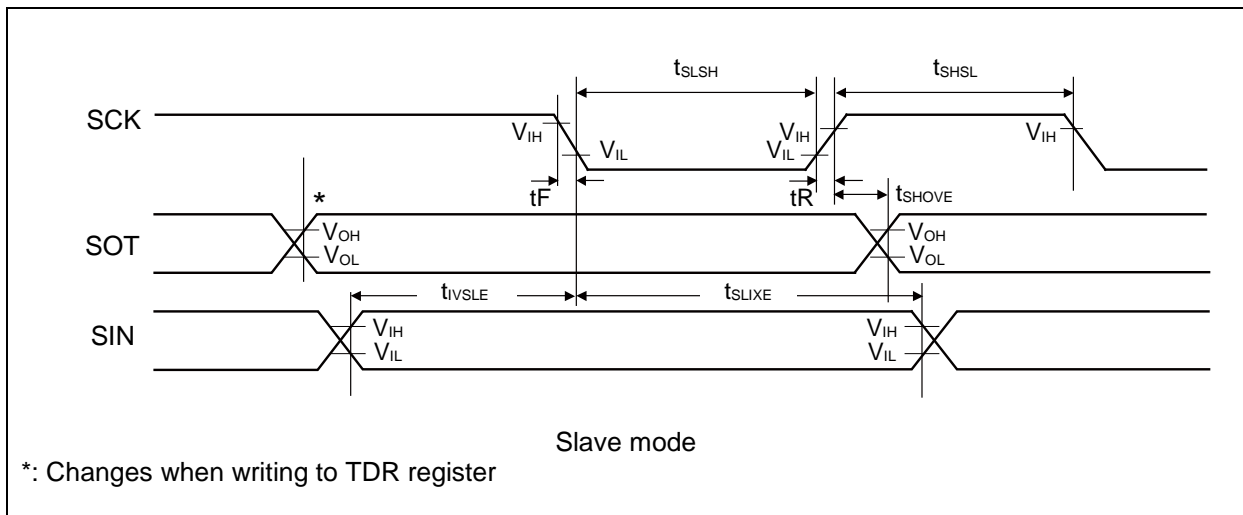 tSLSH
tSHSL
SCK
VIH
VIL
VIH
VIL
VIH
tF
tR
tSHOVE
*
SOT
VOH
VOL
VOH
VOL
tIVSLE
tSLIXE
SIN
VIH
VIL
VIH
VIL
Slave mode
*: Changes when writing to TDR register